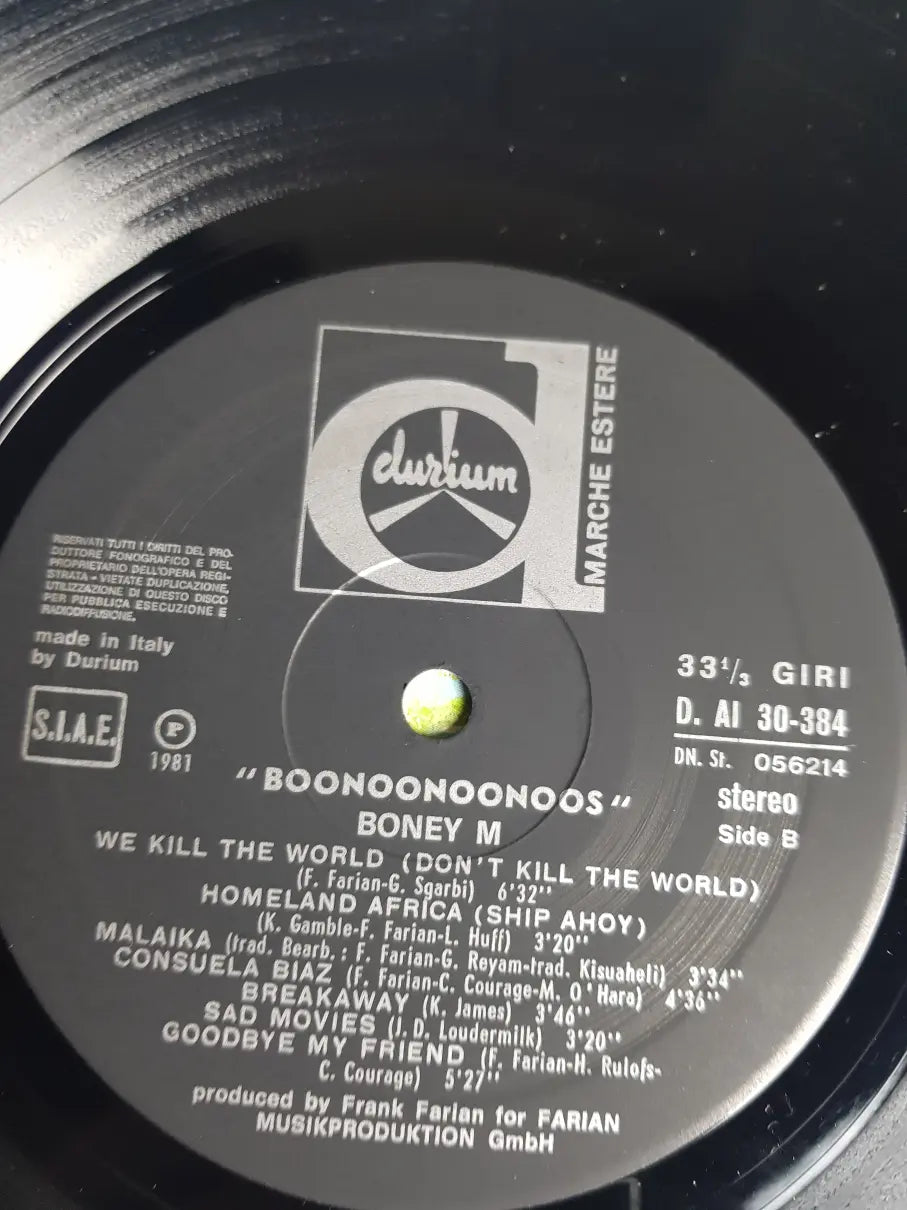 durium
MARCHE ESTERE
RISERVATI TUTTI I DIRITTI DEL PRO-
DUTTORE FONOGRAFICO E DEL
PROPRIETARIO DELL'OPERA REGI-
STRATA - VIETATE DUPLICAZIONE,
UTILIZZAZIONE DI QUESTO DISCO
PER PUBBLICA ESECUZIONE E
RADIODIFFUSIONE.
made in Italy
by Durium
S.I.A.E.
P
1981
33 1/3 GIRI
D. AI 30-384
DN. St. 056214
stereo
Side B
"BOONOONOONOOS"
BONEY M
WE KILL THE WORLD (DON'T KILL THE WORLD)
(F. Farian-G. Sgarbi) 6'32''
HOMELAND AFRICA (SHIP AHOY)
(K. Gamble-F. Farian-L. Huff) 3'20''
MALAIKA (trad. Bearb.: F. Farian-G. Reyam-trad. Kisuaheli) 3'34''
CONSUELA BIAZ (F. Farian-C. Courage-M. O'Hara) 4'36''
BREAKAWAY (K. James) 3'46''
SAD MOVIES (J. D. Loudermilk) 3'20''
GOODBYE MY FRIEND (F. Farian-H. Rulofs-
C. Courage) 5'27''
produced by Frank Farian for FARIAN
MUSIKPRODUKTION GmbH